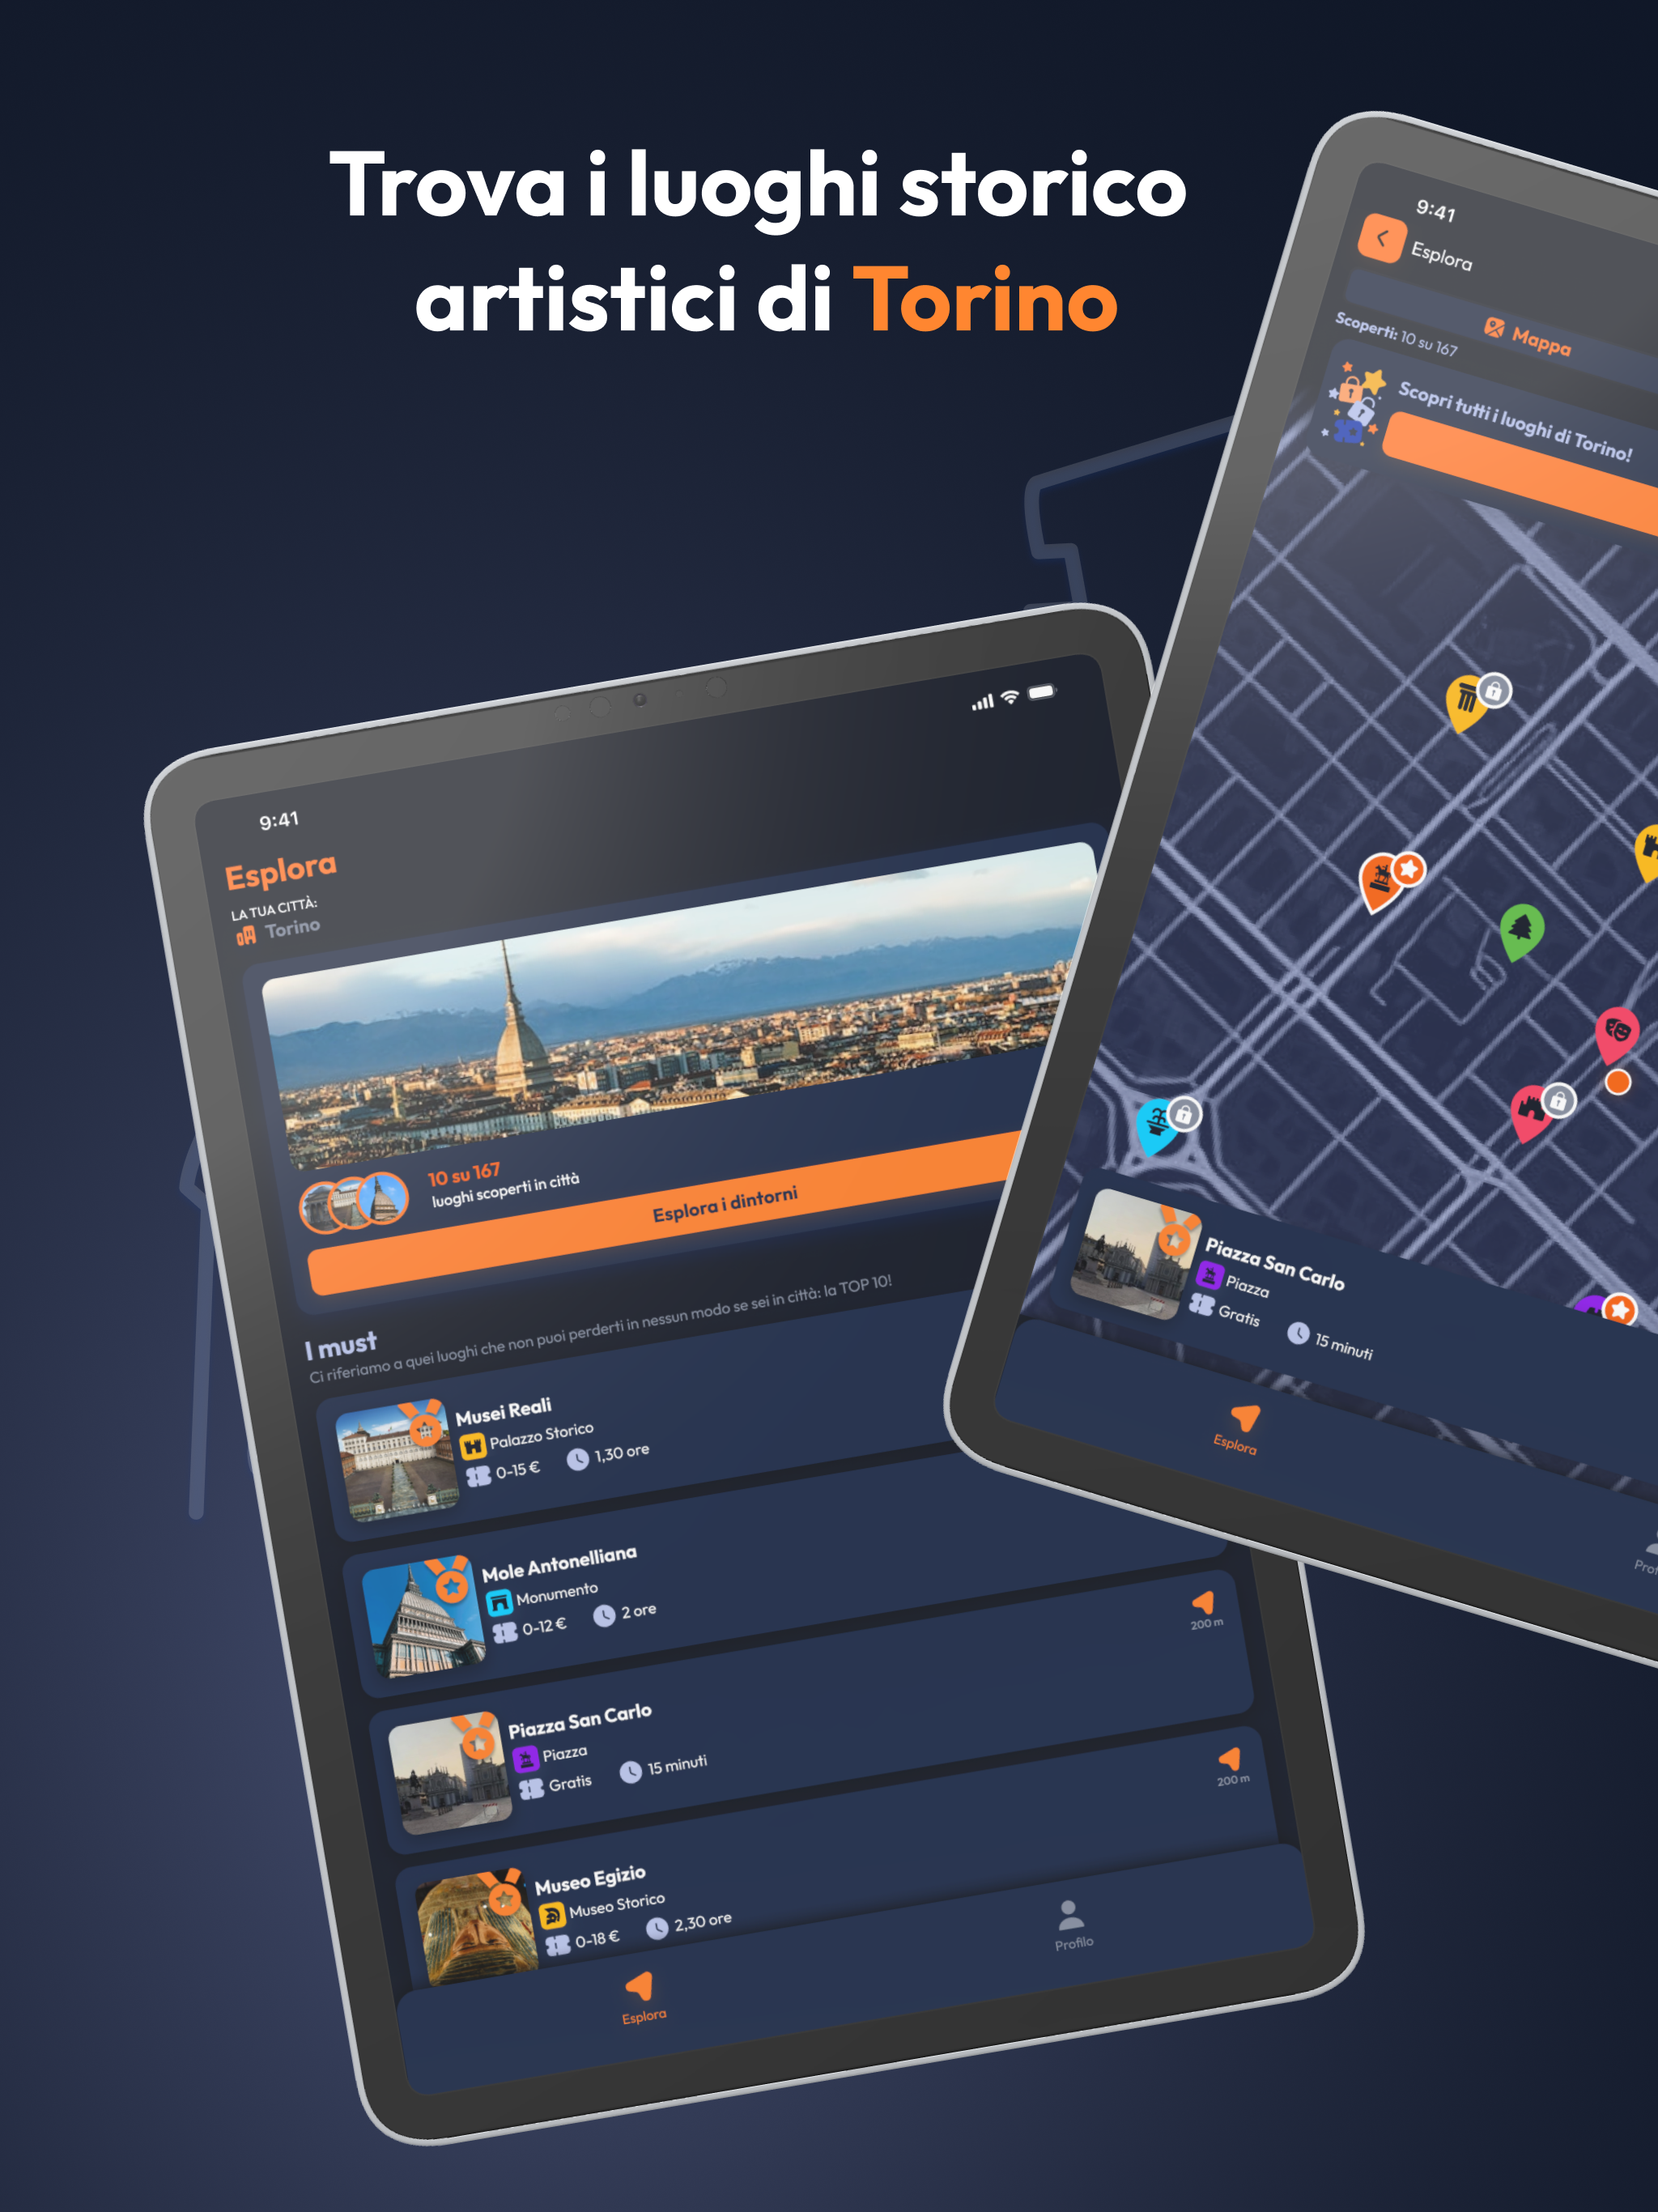 Trova i luoghi storico
artistici di Torino
9:41
Esplora
Mappa
Scoperti: 10 su 167
Scopri tutti i luoghi di Torino!
Piazza San Carlo
Piazza
Gratis
15 minuti
Esplora
9:41
Esplora
LA TUA CITTÀ:
Torino
10 su 167
luoghi scoperti in città
Esplora i dintorni
I must
Ci riferiamo a quei luoghi che non puoi perderti in nessun modo se sei in città: la TOP 10!
Musei Reali
Palazzo Storico
0-15 €
1,30 ore
Mole Antonelliana
Monumento
0-12 €
2 ore
200 m
Piazza San Carlo
Piazza
Gratis
15 minuti
200 m
Museo Egizio
Museo Storico
0-18 €
2,30 ore
Esplora
Profilo